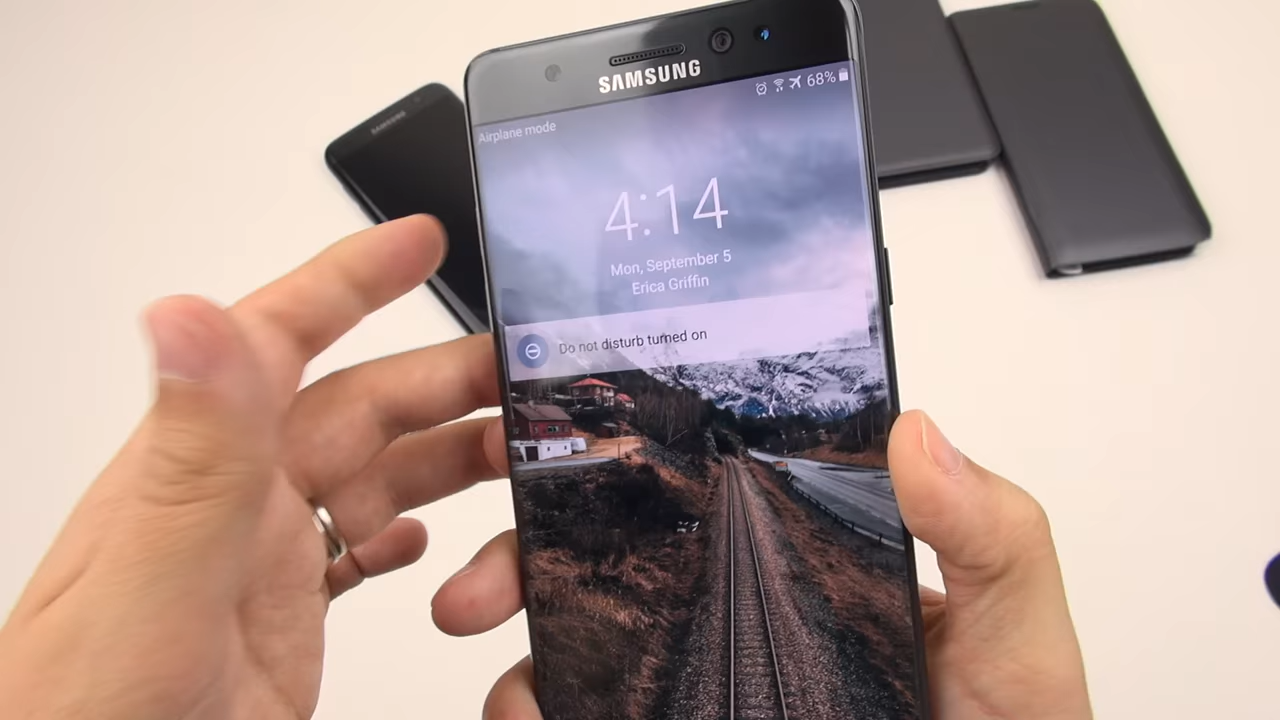 SAMSUNG
SAMSUNG
68%
Airplane mode
4:14
Mon, September 5
Erica Griffin
Do not disturb turned on